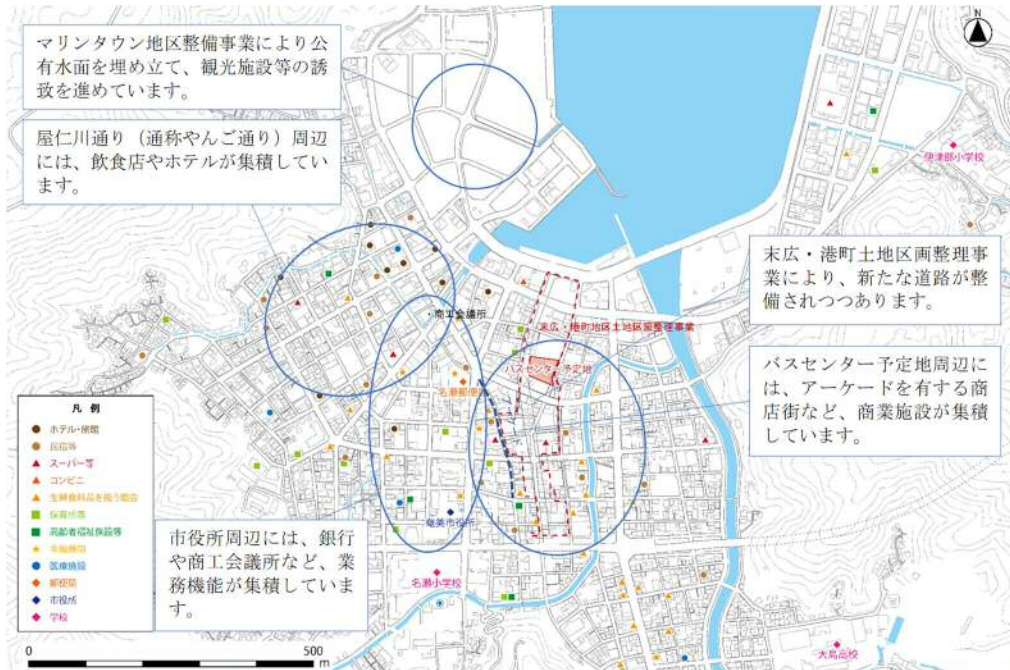 マリンタウン地区整備事業により公
有水面を埋め立て、観光施設等の誘
致を進めています。
屋仁川通り（通称やんご通り）周辺
には、飲食店やホテルが集積してい
ます。
N
伊津部小学校
末広・港町土地区画整理事
業により、新たな道路が整
備されつつあります。
・商工会議所
末広・港町地区土地区画整理事業
バスセンター予定地
名瀬郵便
バスセンター予定地周辺に
は、アーケードを有する商
店街など、商業施設が集積
しています。
凡 例
ホテル・旅館
民宿等
スーパー等
コンビニ
生鮮食料品を扱う商店
保育所等
高齢者福祉施設等
金融機関
医療施設
郵便局
市役所
学校
奄美市役所
市役所周辺には、銀行
や商工会議所など、業
務機能が集積していま
す。
名瀬小学校
大島高校
0 500
m